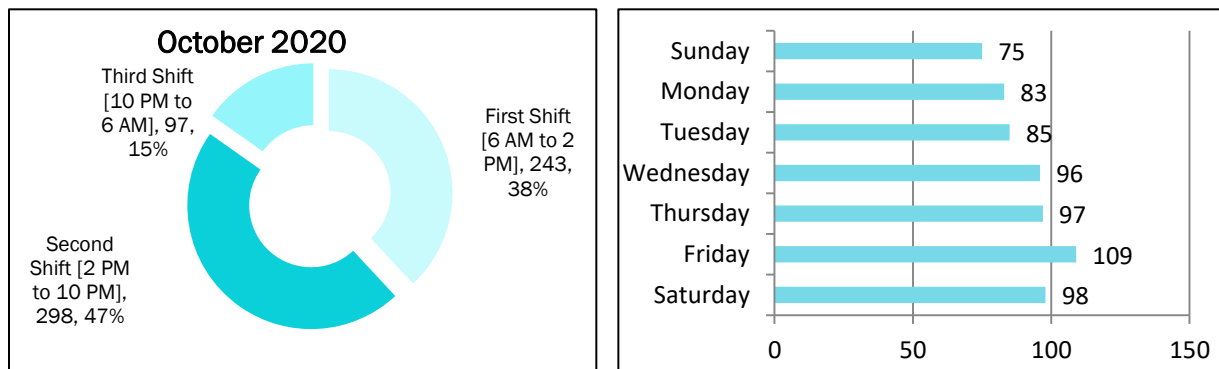 October 2020
Third Shift
[10 PM to
6 AM], 97,
15%
First Shift
[6 AM to 2
PM], 243,
38%
Second
Shift [2 PM
to 10 PM],
298, 47%
Sunday 75
Monday 83
Tuesday 85
Wednesday 96
Thursday 97
Friday 109
Saturday 98
0 50 100 150